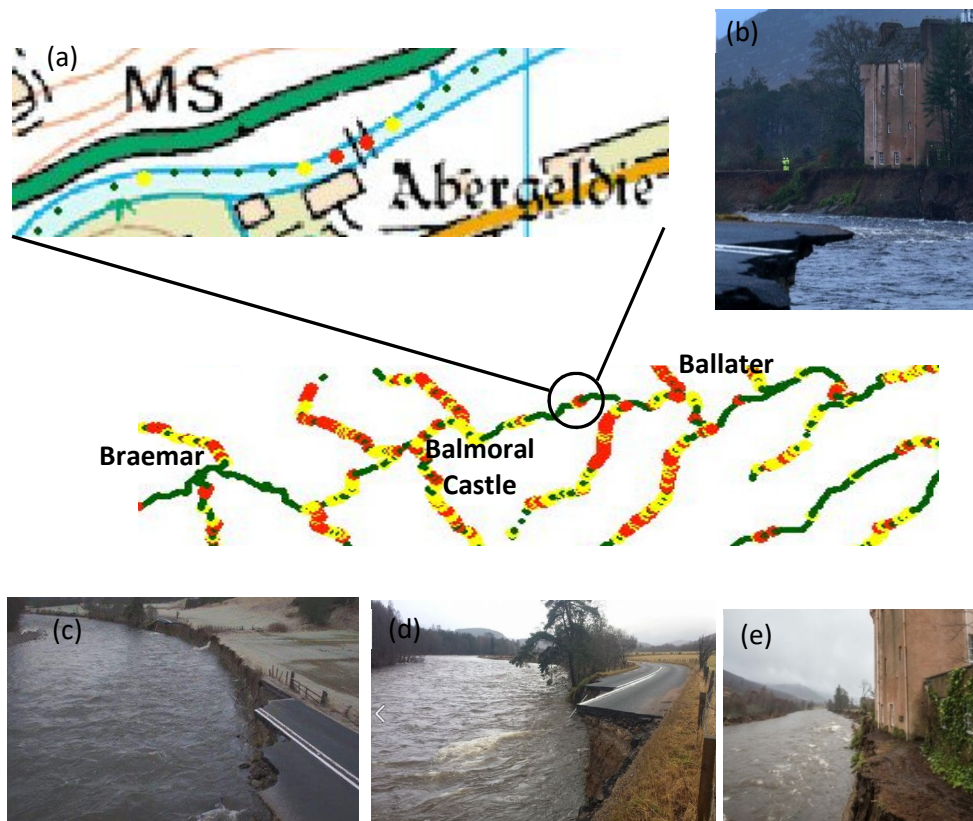 (a)
MS
Abergeldie
(b)
Ballater
Braemar
Balmoral
Castle
(c)
(d)
(e)